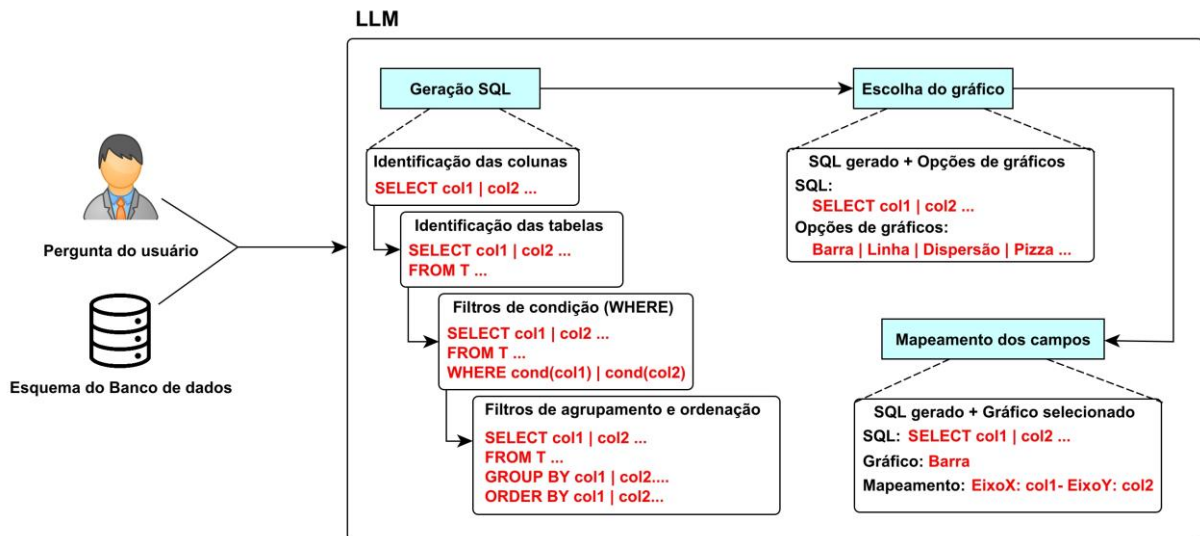 LLM
Pergunta do usuário
Esquema do Banco de dados
Geração SQL
Identificação das colunas
SELECT col1 | col2 ...
Identificação das tabelas
SELECT col1 | col2 ...
FROM T ...
Filtros de condição (WHERE)
SELECT col1 | col2 ...
FROM T ...
WHERE cond(col1) | cond(col2)
Filtros de agrupamento e ordenação
SELECT col1 | col2 ...
FROM T ...
GROUP BY col1 | col2....
ORDER BY col1 | col2...
Escolha do gráfico
SQL gerado + Opções de gráficos
SQL:
SELECT col1 | col2 ...
Opções de gráficos:
Barra | Linha | Dispersão | Pizza ...
Mapeamento dos campos
SQL gerado + Gráfico selecionado
SQL: SELECT col1 | col2 ...
Gráfico: Barra
Mapeamento: EixoX: col1- EixoY: col2